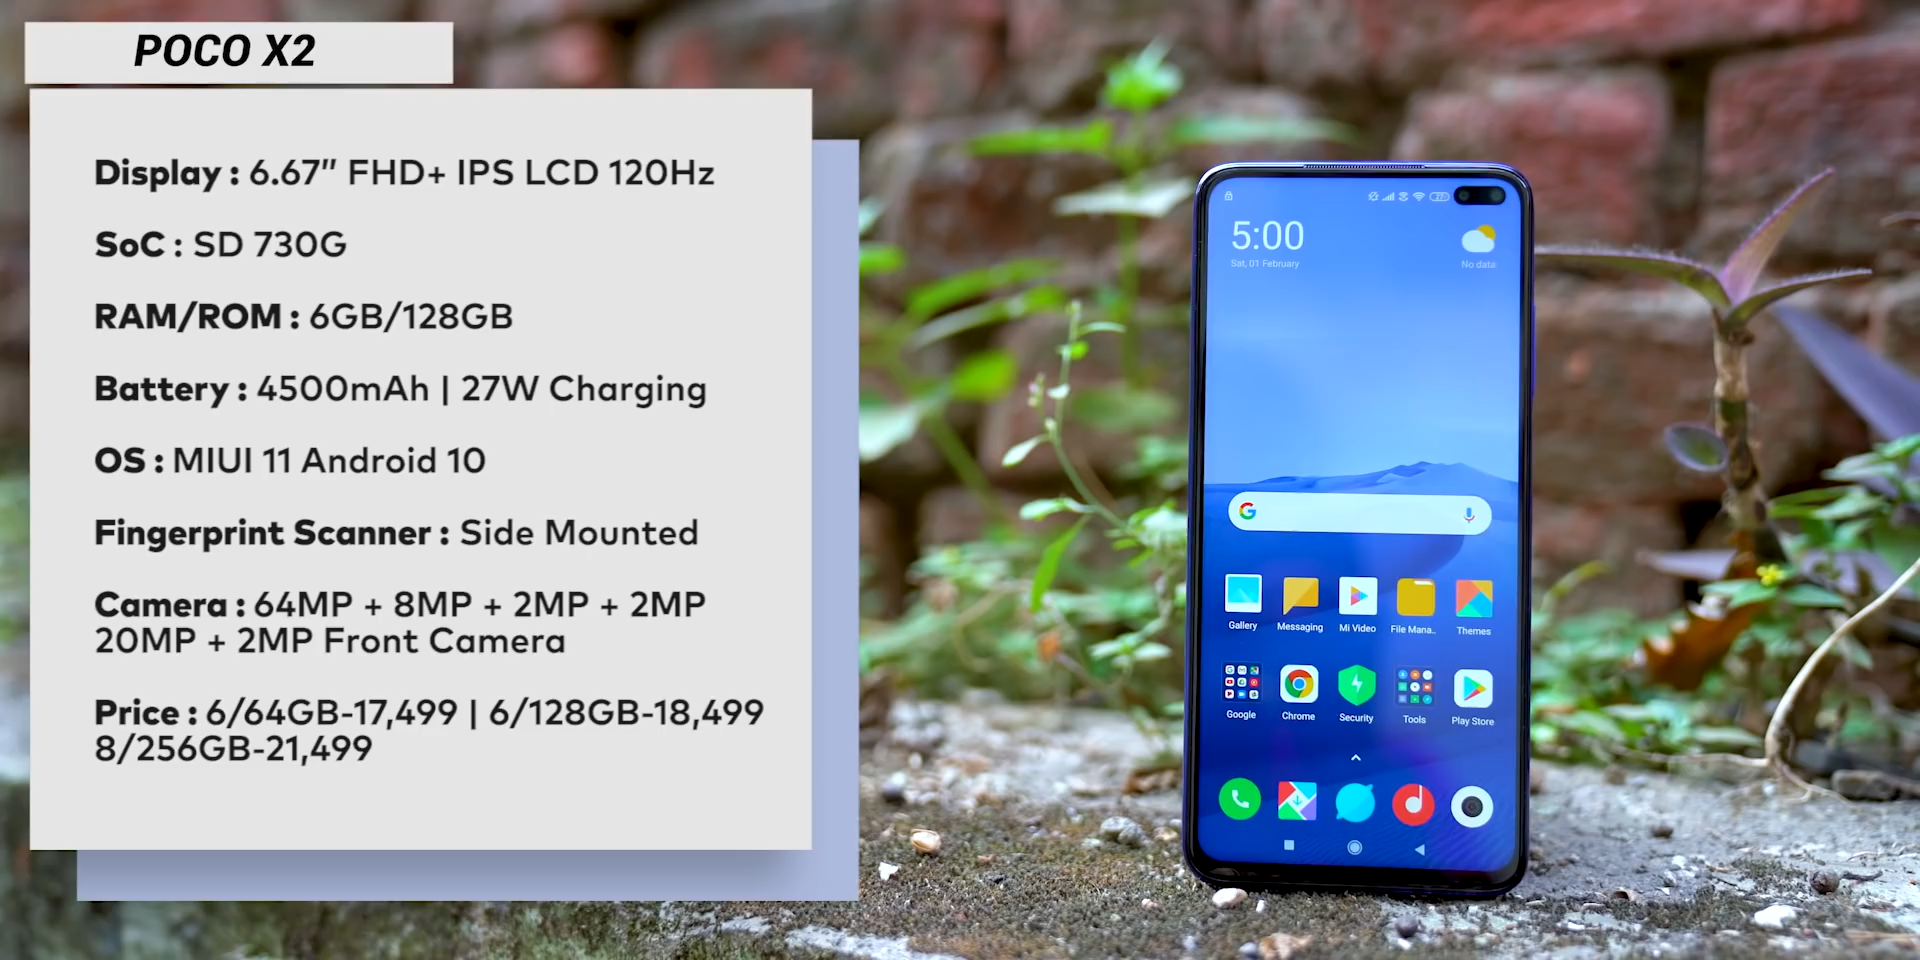 POCO X2
Display : 6.67" FHD+ IPS LCD 120Hz
SoC : SD 730G
RAM/ROM : 6GB/128GB
Battery : 4500mAh | 27W Charging
OS : MIUI 11 Android 10
Fingerprint Scanner : Side Mounted
Camera : 64MP + 8MP + 2MP + 2MP
20MP + 2MP Front Camera
Price : 6/64GB-17,499 | 6/128GB-18,499
8/256GB-21,499
27
5:00
Sat, 01 February
No data
G
Gallery Messaging Mi Video File Mana.. Themes
Google Chrome Security Tools Play Store